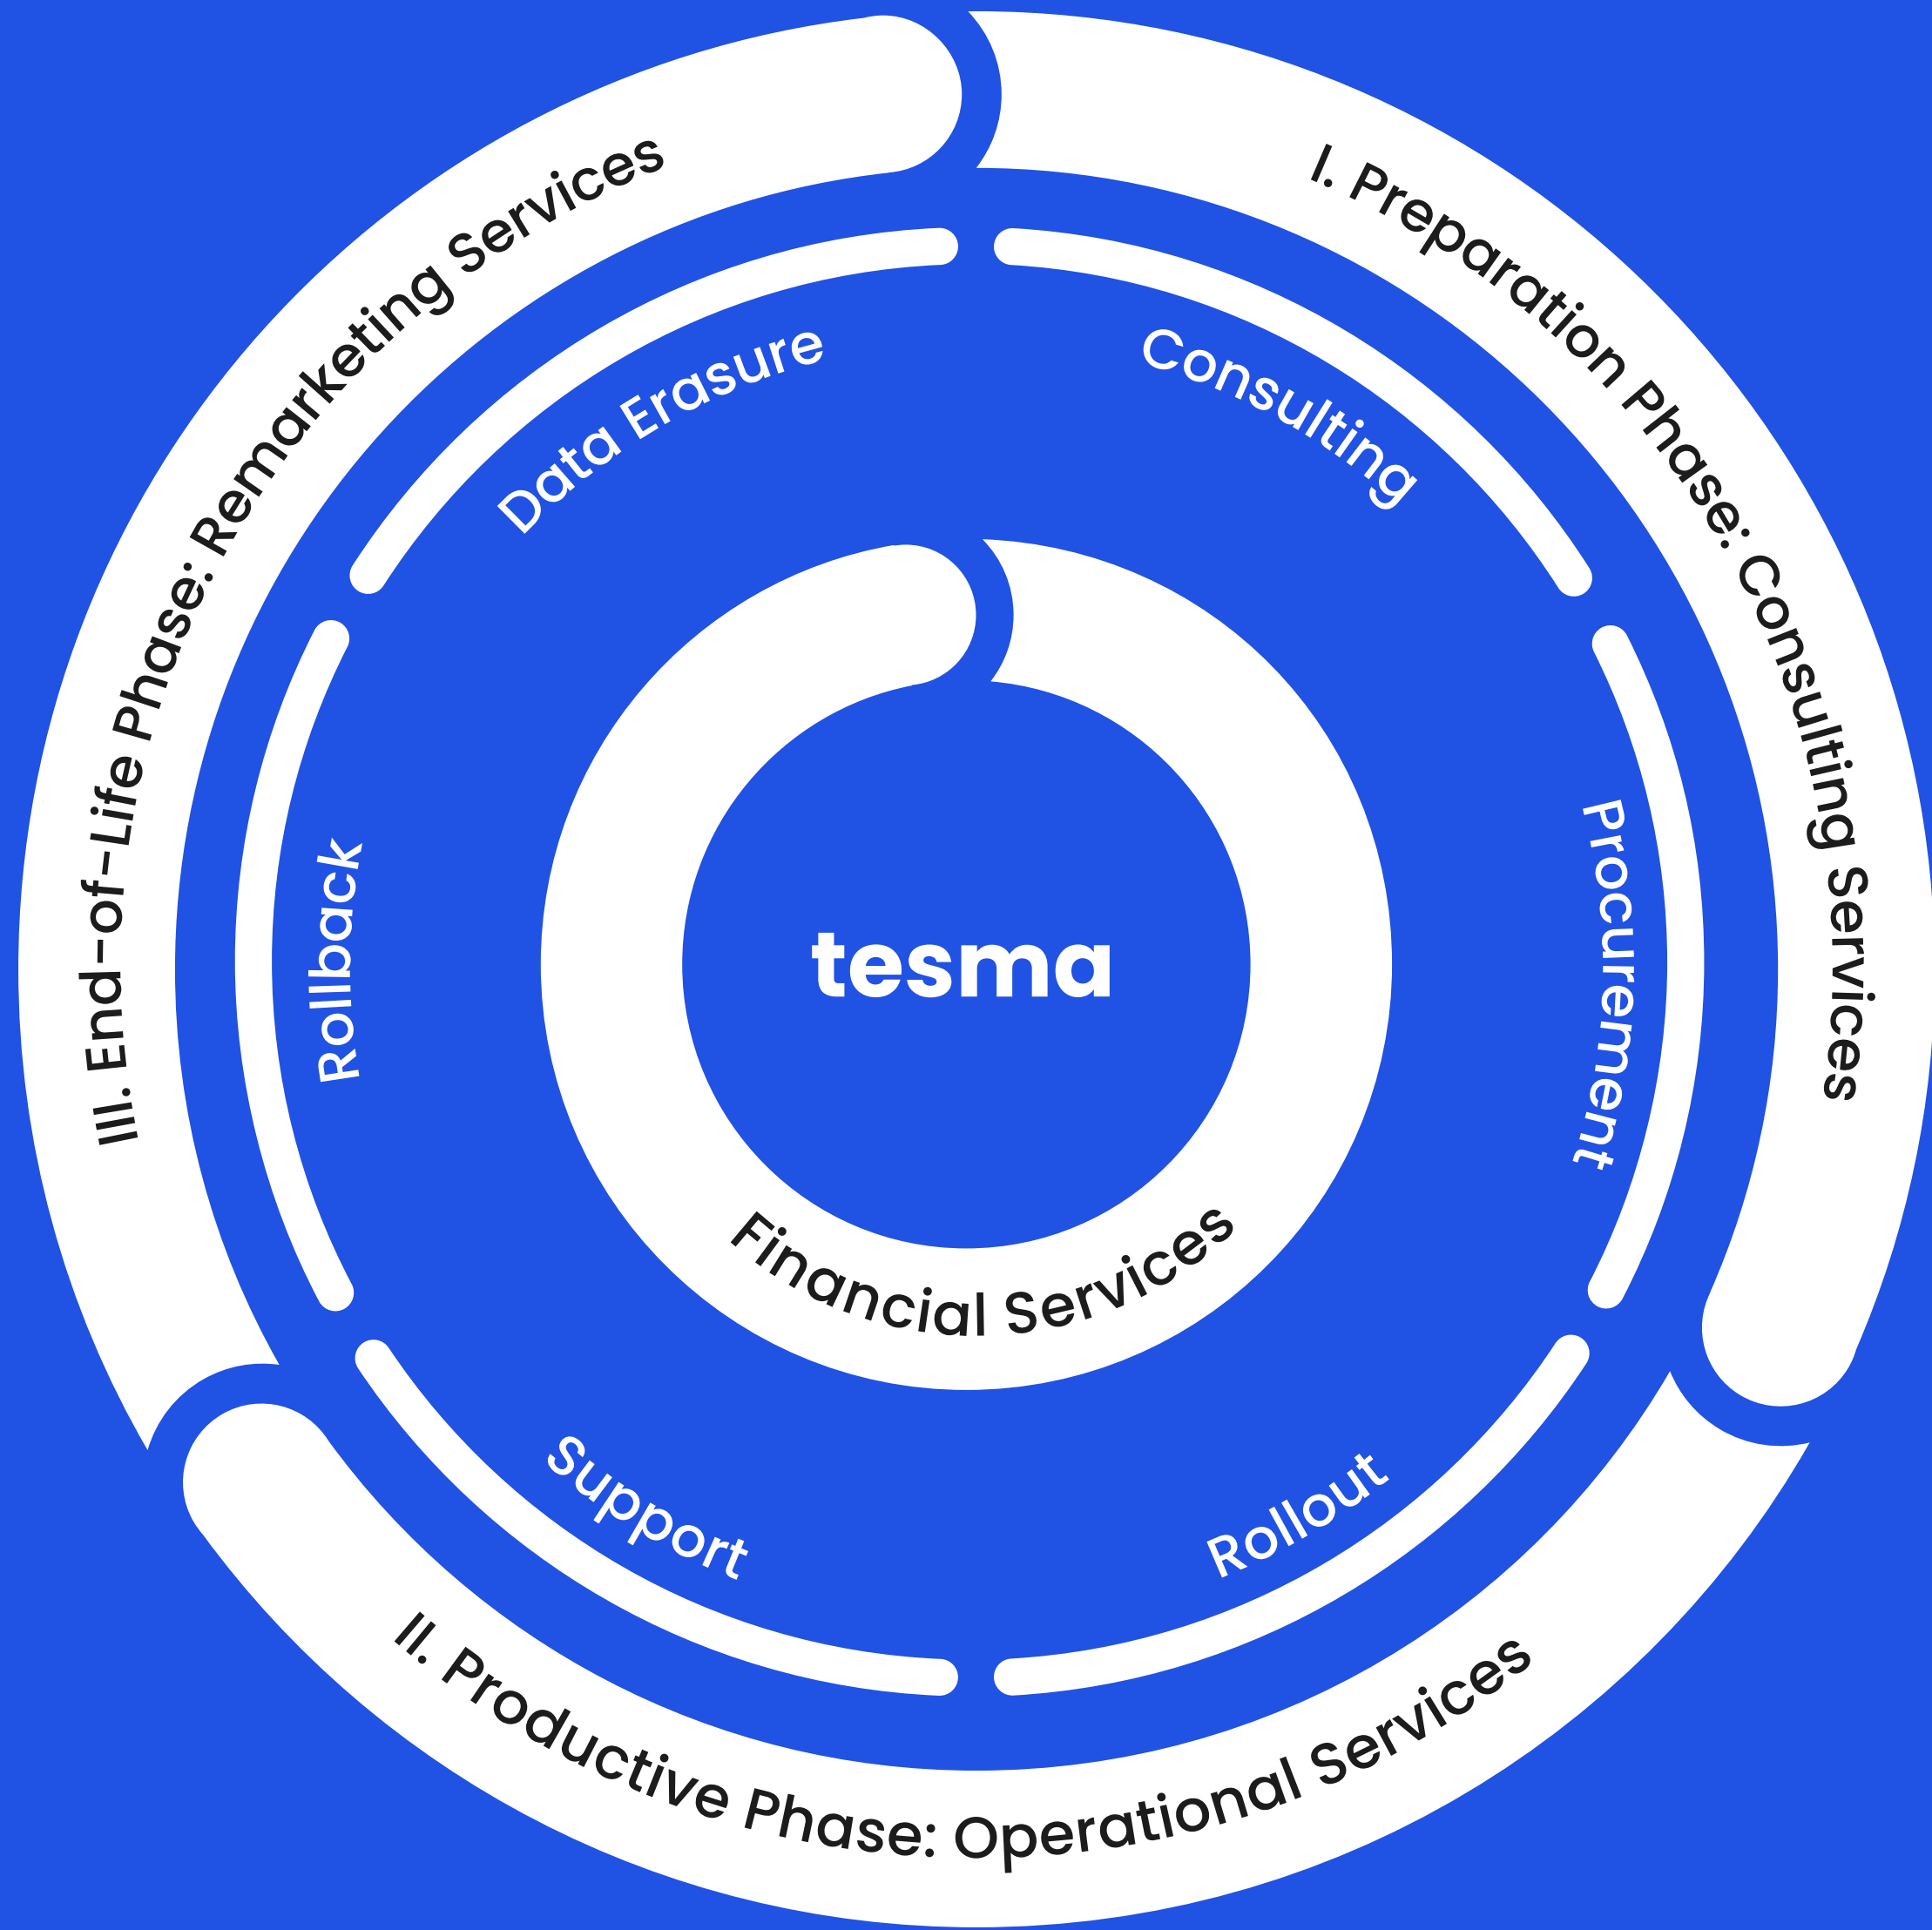 I. Preparation Phase: Consulting Services
II. Productive Phase: Operational Services
III. End-of-Life Phase: Remarketing Services
Consulting
Procurement
Rollout
Support
Rollback
Data Erasure
Financial Services
tesma